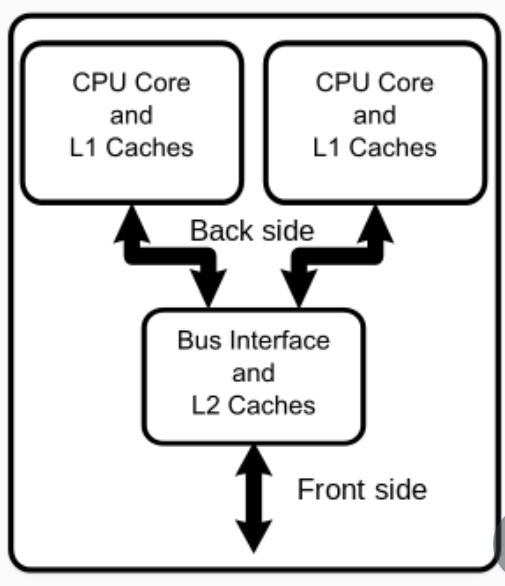 CPU Core
and
L1 Caches
CPU Core
and
L1 Caches
Back side
Bus Interface
and
L2 Caches
Front side